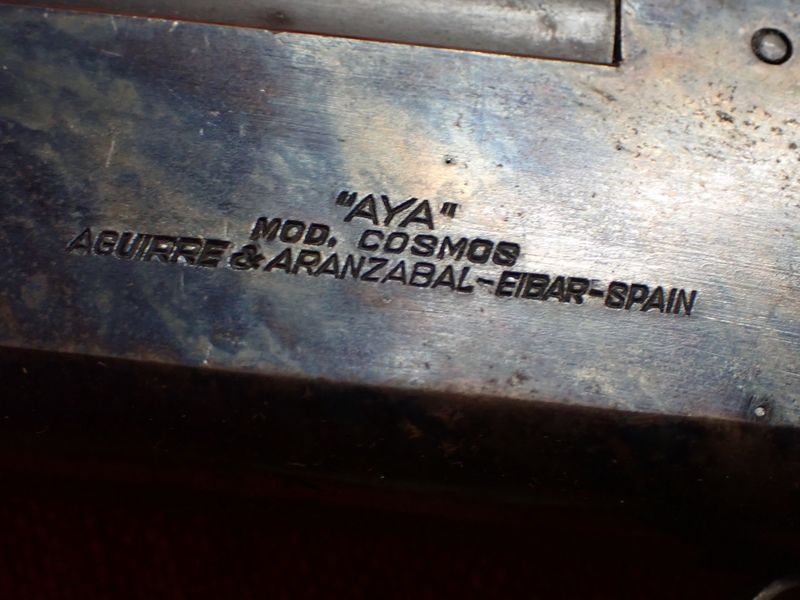 "AYA"
MOD. COSMOS
AGUIRRE & ARANZABAL-EIBAR-SPAIN